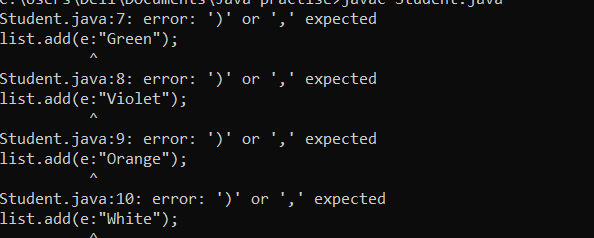 c:\Users\Dell\Documents\Java practise>javac Student.java
Student.java:7: error: ')' or ',' expected
list.add(e:"Green");
^
Student.java:8: error: ')' or ',' expected
list.add(e:"Violet");
^
Student.java:9: error: ')' or ',' expected
list.add(e:"Orange");
^
Student.java:10: error: ')' or ',' expected
list.add(e:"White");
^